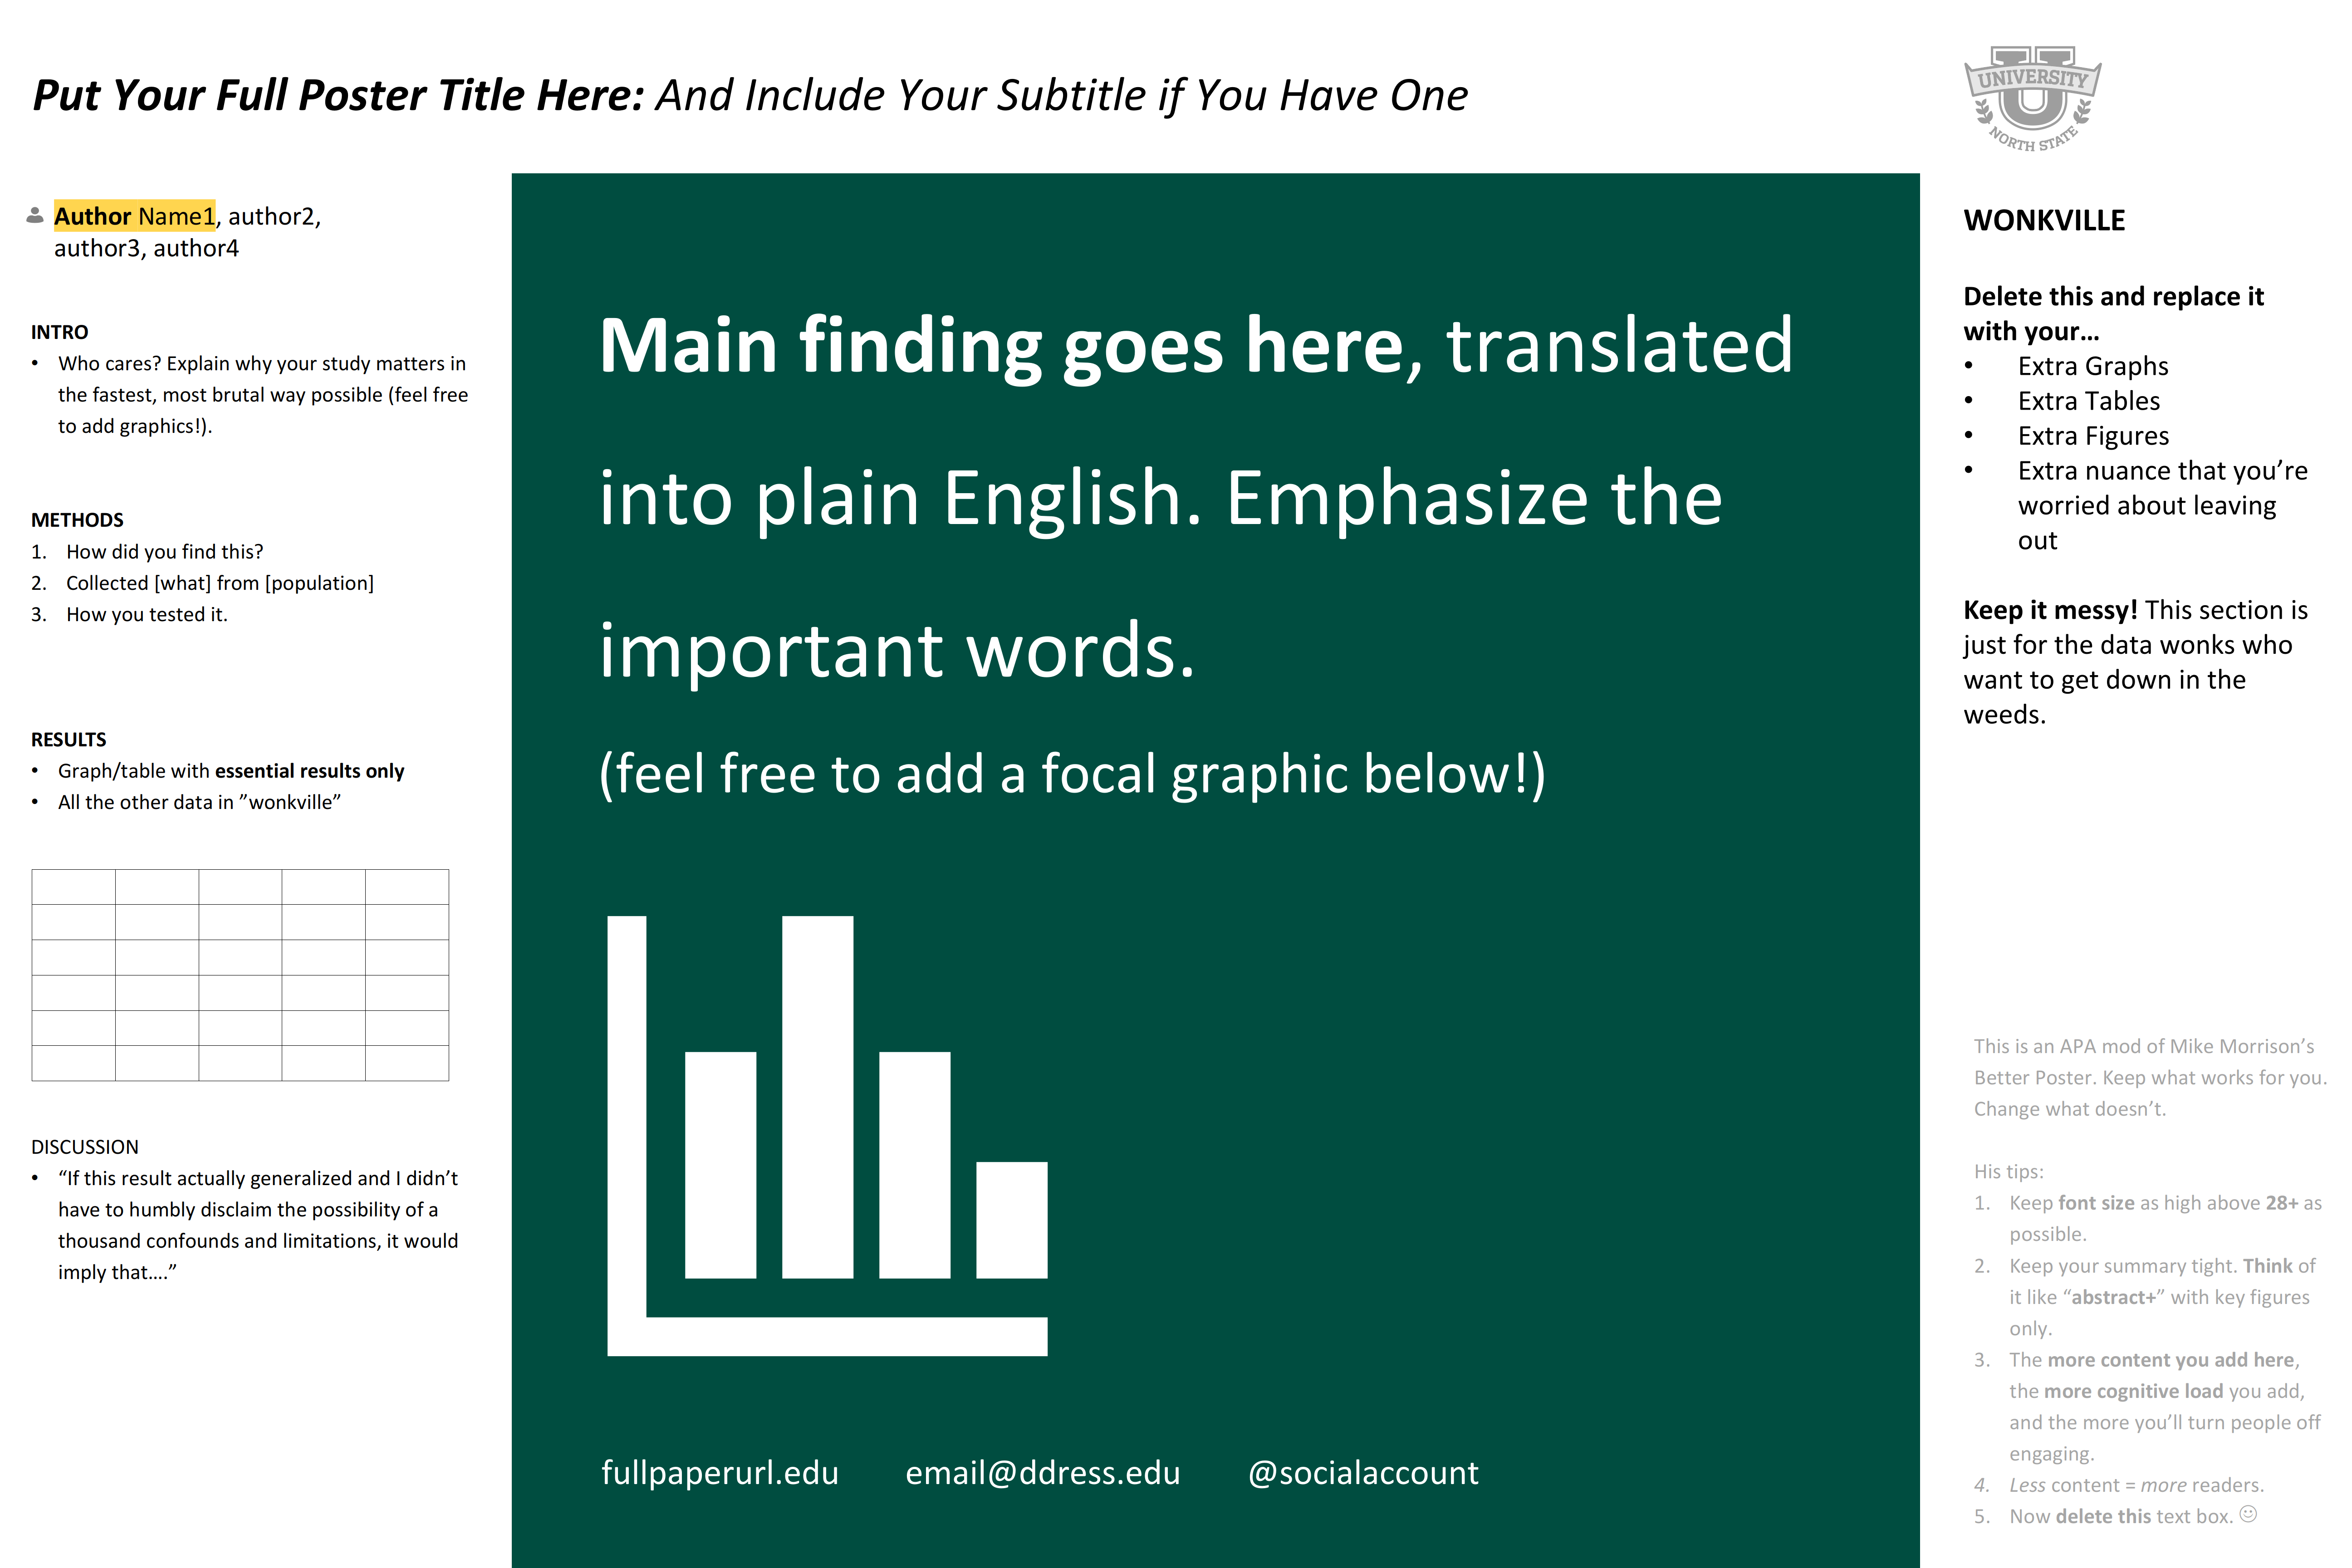 Put Your Full Poster Title Here: And Include Your Subtitle if You Have One
UNIVERSITY
U
NORTH STATE
Author Name1, author2,
author3, author4
INTRO
• Who cares? Explain why your study matters in
the fastest, most brutal way possible (feel free
to add graphics!).
METHODS
1. How did you find this?
2. Collected [what] from [population]
3. How you tested it.
RESULTS
• Graph/table with essential results only
• All the other data in ”wonkville”
DISCUSSION
• “If this result actually generalized and I didn’t
have to humbly disclaim the possibility of a
thousand confounds and limitations, it would
imply that….”
Main finding goes here, translated
into plain English. Emphasize the
important words.
(feel free to add a focal graphic below!)
fullpaperurl.edu email@ddress.edu @socialaccount
WONKVILLE
Delete this and replace it
with your…
• Extra Graphs
• Extra Tables
• Extra Figures
• Extra nuance that you’re
worried about leaving
out
Keep it messy! This section is
just for the data wonks who
want to get down in the
weeds.
This is an APA mod of Mike Morrison’s
Better Poster. Keep what works for you.
Change what doesn’t.
His tips:
1. Keep font size as high above 28+ as
possible.
2. Keep your summary tight. Think of
it like “abstract+” with key figures
only.
3. The more content you add here,
the more cognitive load you add,
and the more you’ll turn people off
engaging.
4. Less content = more readers.
5. Now delete this text box. ☺